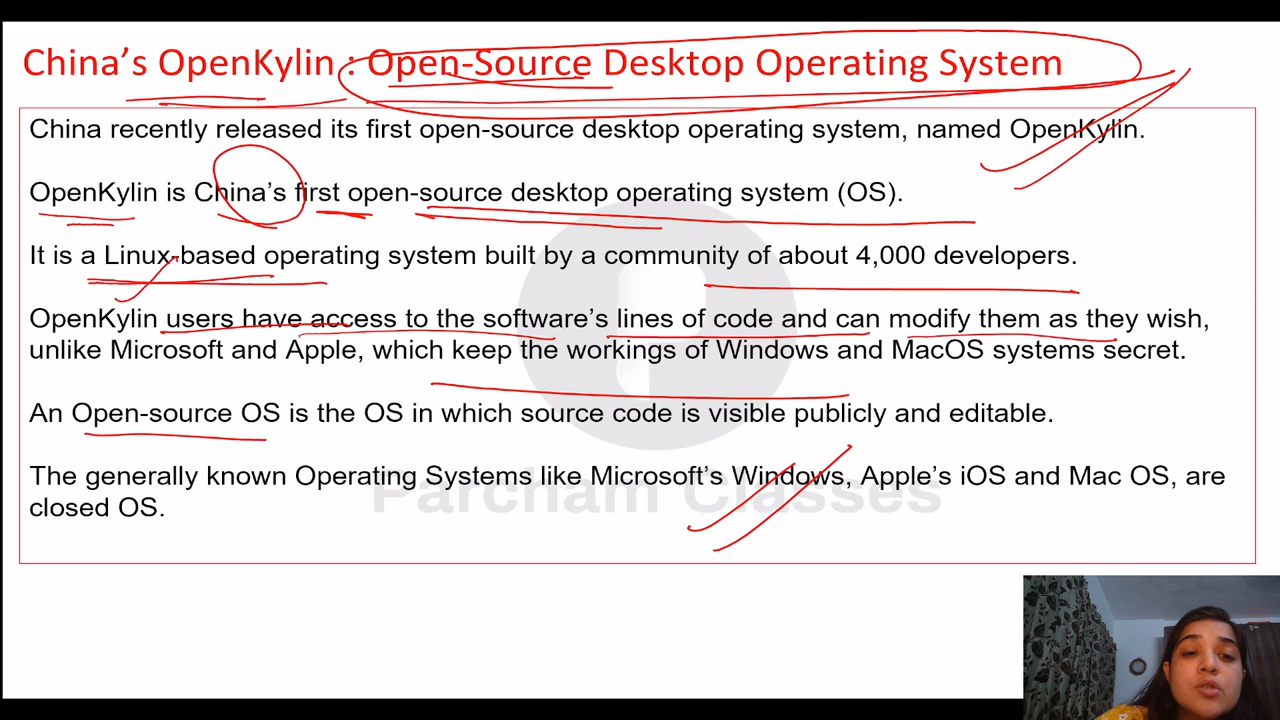 China's OpenKylin : Open-Source Desktop Operating System
China recently released its first open-source desktop operating system, named OpenKylin.
OpenKylin is China's first open-source desktop operating system (OS).
It is a Linux-based operating system built by a community of about 4,000 developers.
OpenKylin users have access to the software's lines of code and can modify them as they wish,
unlike Microsoft and Apple, which keep the workings of Windows and MacOS systems secret.
An Open-source OS is the OS in which source code is visible publicly and editable.
The generally known Operating Systems like Microsoft's Windows, Apple's iOS and Mac OS, are
Parcham Classes
closed OS.